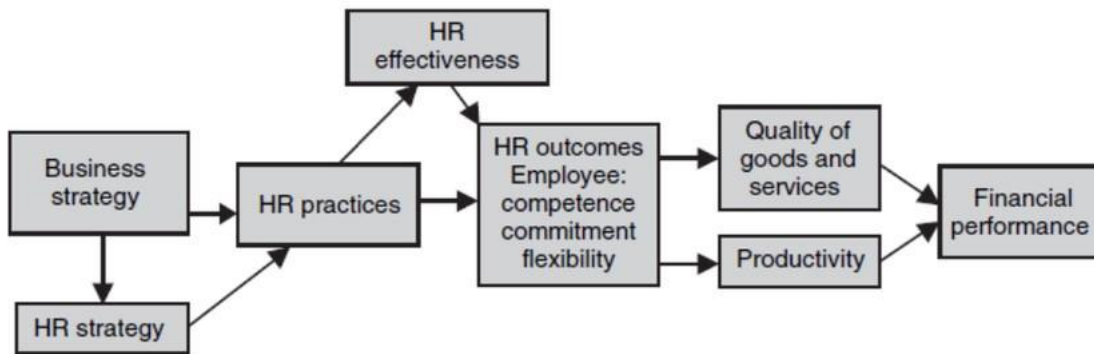 HR
effectiveness
Business
strategy
HR strategy
HR practices
HR outcomes
Employee:
competence
commitment
flexibility
Quality of
goods and
services
Productivity
Financial
performance